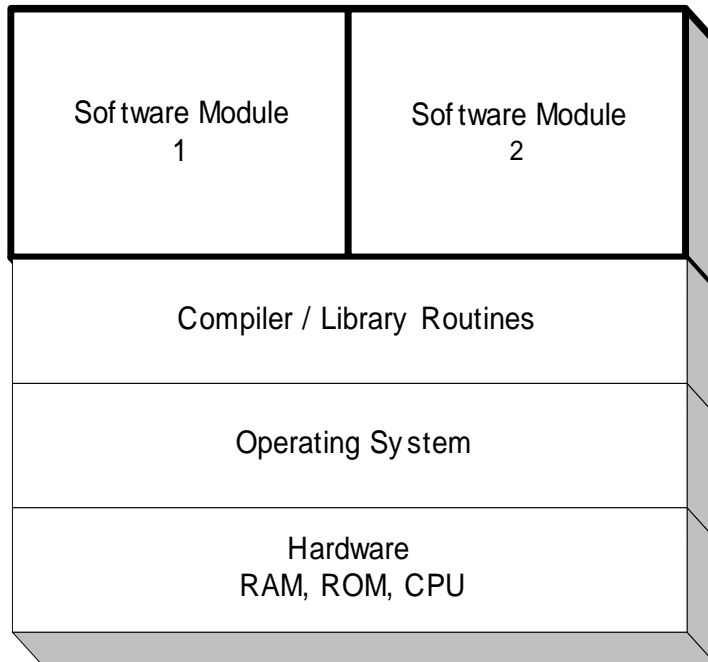 Software Module
1
Software Module
2
Compiler / Library Routines
Operating System
Hardware
RAM, ROM, CPU